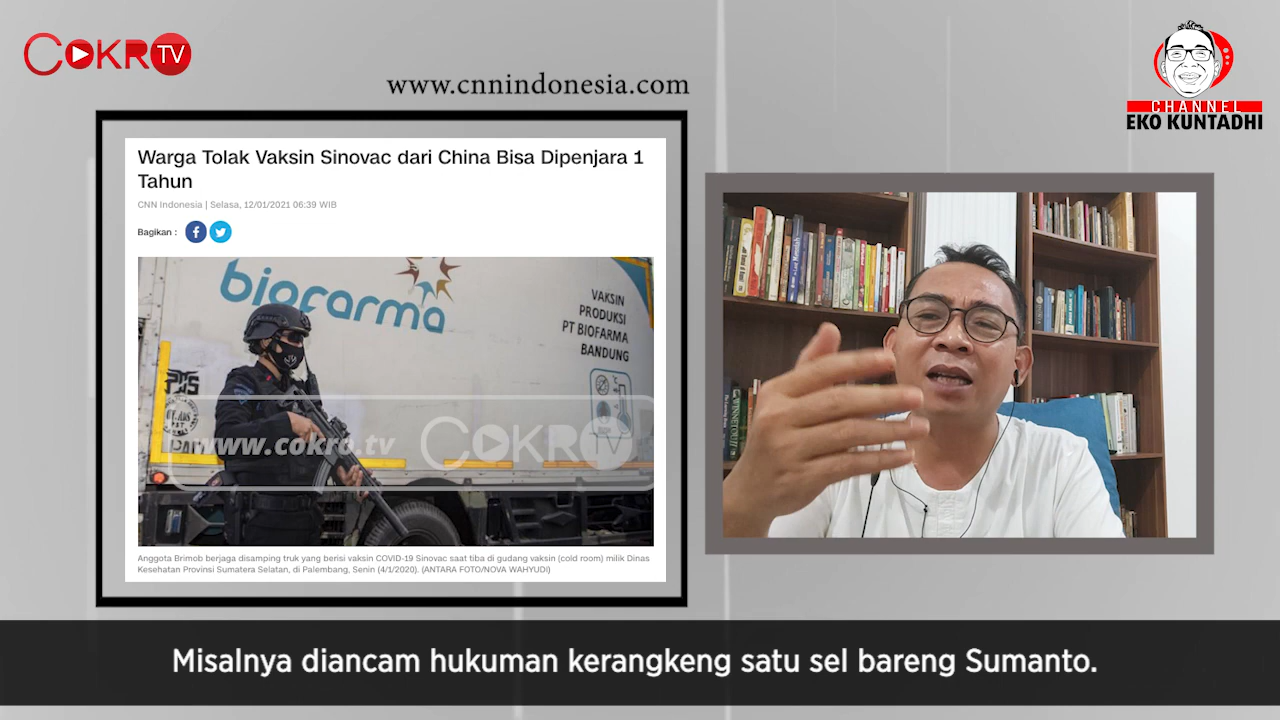 COKRO TV
www.cnnindonesia.com
CHANNEL
EKO KUNTADHI
Warga Tolak Vaksin Sinovac dari China Bisa Dipenjara 1
Tahun
CNN Indonesia | Selasa, 12/01/2021 06:39 WIB
Bagikan :
biofarma
VAKSIN
PRODUKSI
PT BIOFARMA
BANDUNG
www.cokro.tv
COKRO TV
Anggota Brimob berjaga disamping truk yang berisi vaksin COVID-19 Sinovac saat tiba di gudang vaksin (cold room) milik Dinas
Kesehatan Provinsi Sumatera Selatan, di Palembang, Senin (4/1/2020). (ANTARA FOTO/NOVA WAHYUDI)
WINNETOU
Misalnya diancam hukuman kerangkeng satu sel bareng Sumanto.